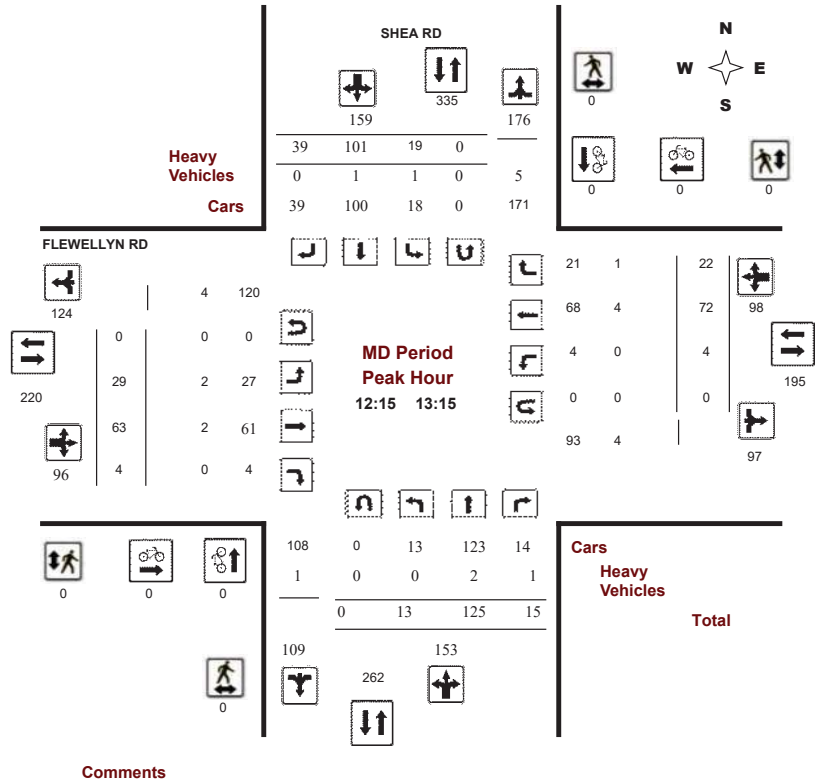 SHEA RD
N
W E
S
0
335
159 176
39 101 19 0
Heavy
Vehicles
0 1 1 0 5
Cars
39 100 18 0 171
0 0 0
FLEWELLYN RD
124
4 120
0 0 0
220
29 2 27
63 2 61
96
4 0 4
MD Period
Peak Hour
12:15 13:15
21 1 22
68 4 72 98
4 0 4
195
0 0 0
93 4 97
108 0 13 123 14
Cars
1 0 0 2 1
Heavy
Vehicles
0 0 0
0 13 125 15
Total
109 153
262
0
Comments